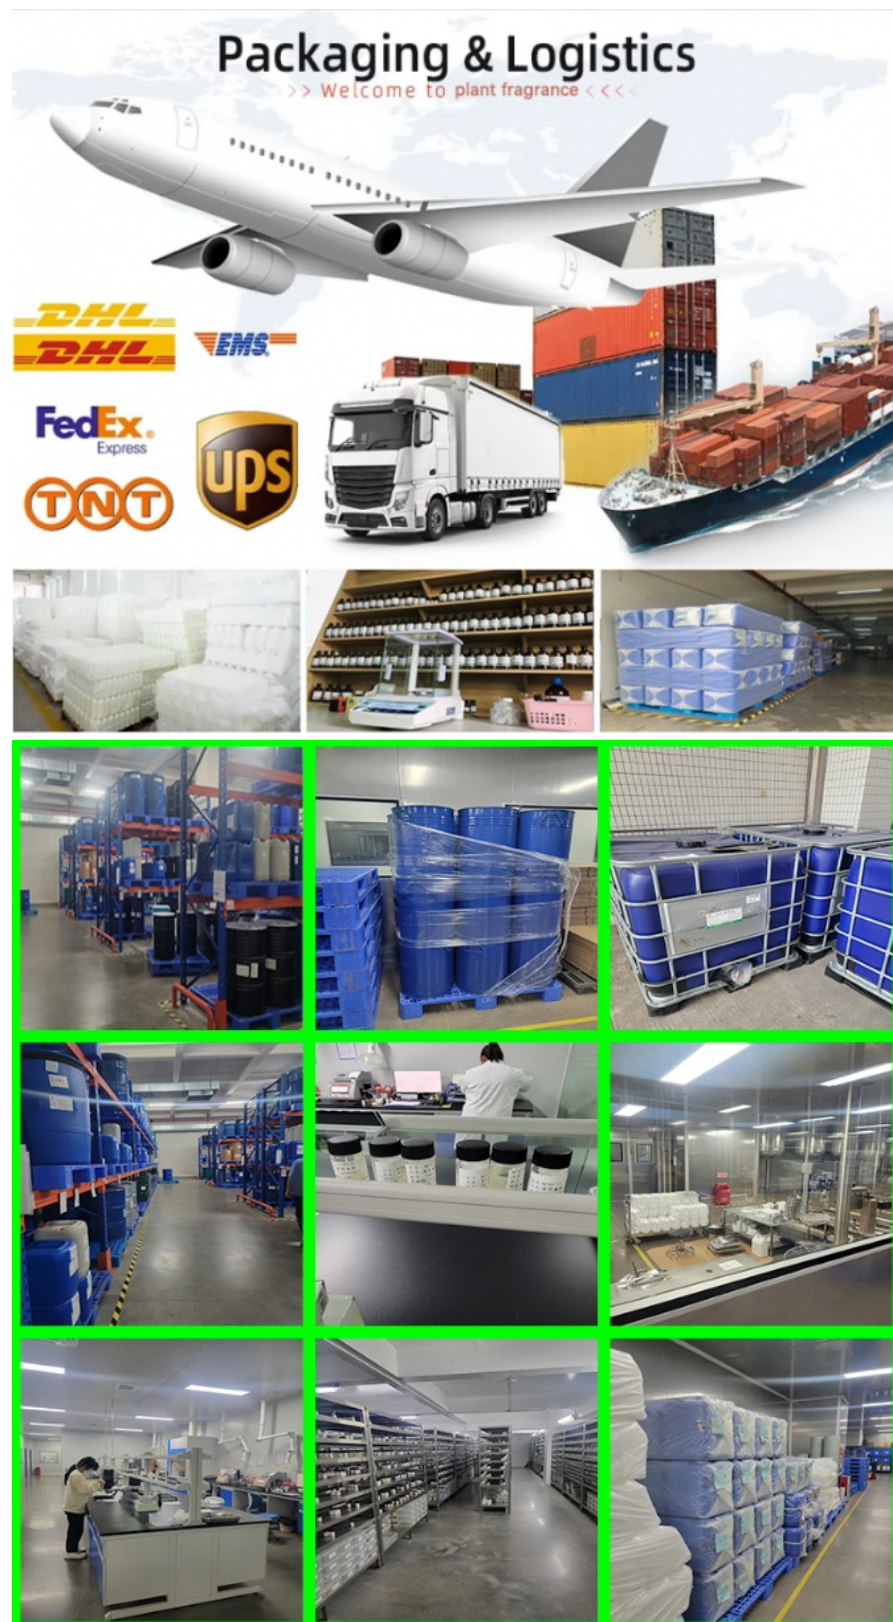 Packaging & Logistics
>> Welcome to plant fragrance < < <
DHL
DHL
EMS
FedEx
Express
ups
TNT